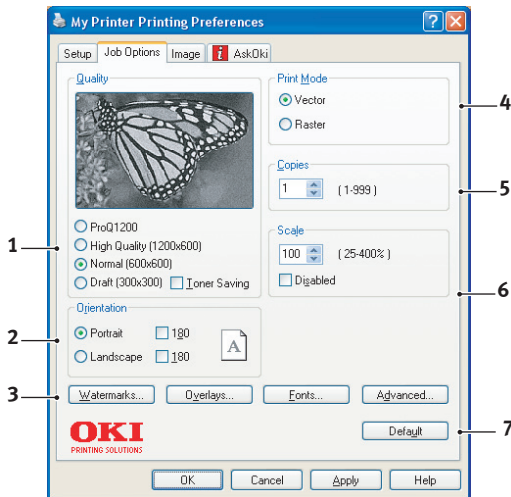 My Printer Printing Preferences
Setup Job Options Image i AskOki
Quality
ProQ1200
High Quality (1200x600)
Normal (600x600)
Draft (300x300) Toner Saving
1
Orientation
Portrait 180
Landscape 180
A
2
Print Mode
Vector
Raster
4
Copies
1 (1-999)
5
Scale
100 (25-400%)
Disabled
6
3
Watermarks... Overlays... Fonts... Advanced...
OKI
PRINTING SOLUTIONS
Default
7
OK Cancel Apply Help